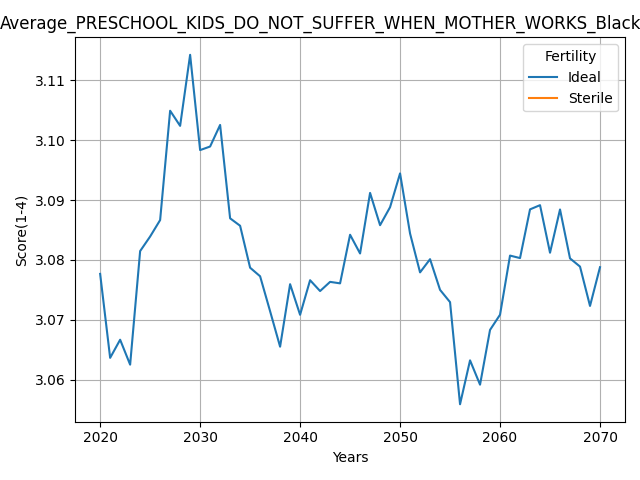 Average_PRESCHOOL_KIDS_DO_NOT_SUFFER_WHEN_MOTHER_WORKS_Black
Fertility
Ideal
Sterile
3.11
3.10
3.09
3.08
3.07
3.06
Score(1-4)
2020 2030 2040 2050 2060 2070
Years